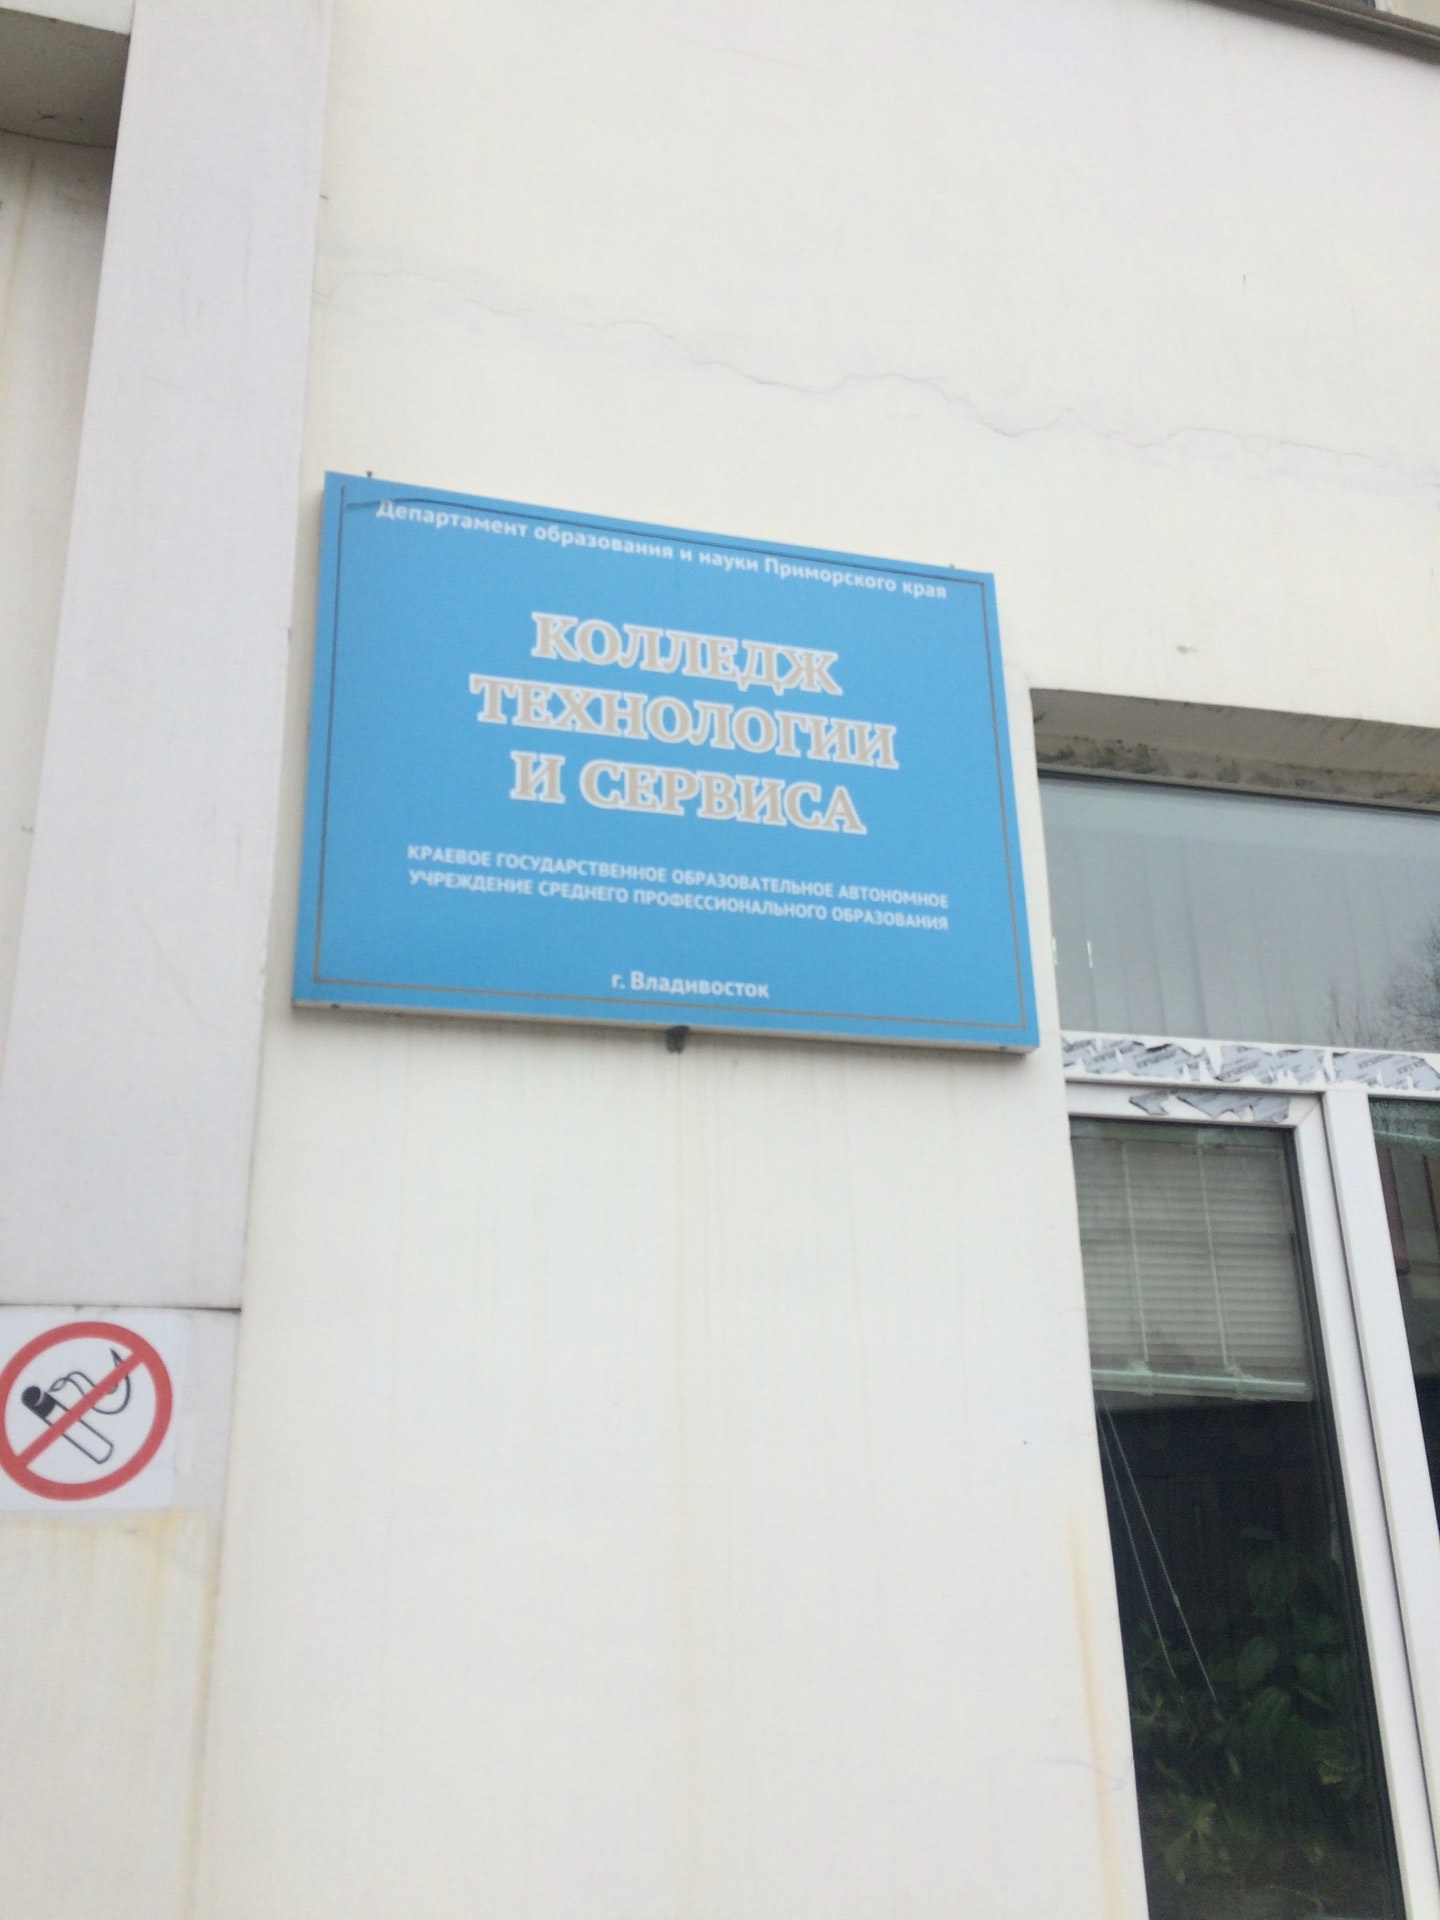 Департамент образования и науки Приморского края
КОЛЛЕДЖ
ТЕХНОЛОГИИ
И СЕРВИСА
КРАЕВОЕ ГОСУДАРСТВЕННОЕ ОБРАЗОВАТЕЛЬНОЕ АВТОНОМНОЕ
УЧРЕЖДЕНИЕ СРЕДНЕГО ПРОФЕССИОНАЛЬНОГО ОБРАЗОВАНИЯ
г. Владивосток